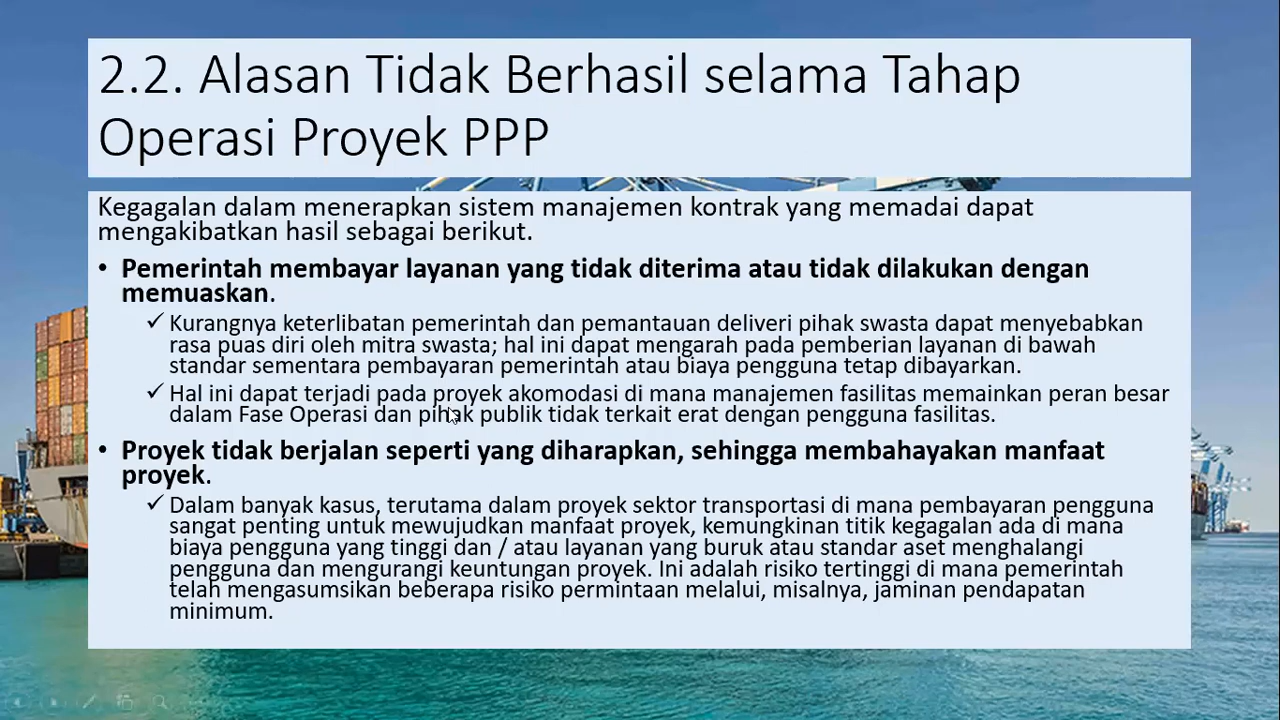 2.2. Alasan Tidak Berhasil selama Tahap
Operasi Proyek PPP
Kegagalan dalam menerapkan sistem manajemen kontrak yang memadai dapat
mengakibatkan hasil sebagai berikut.
• Pemerintah membayar layanan yang tidak diterima atau tidak dilakukan dengan
memuaskan.
✓ Kurangnya keterlibatan pemerintah dan pemantauan deliveri pihak swasta dapat menyebabkan
rasa puas diri oleh mitra swasta; hal ini dapat mengarah pada pemberian layanan di bawah
standar sementara pembayaran pemerintah atau biaya pengguna tetap dibayarkan.
✓ Hal ini dapat terjadi pada proyek akomodasi di mana manajemen fasilitas memainkan peran besar
dalam Fase Operasi dan pihak publik tidak terkait erat dengan pengguna fasilitas.
• Proyek tidak berjalan seperti yang diharapkan, sehingga membahayakan manfaat
proyek.
✓ Dalam banyak kasus, terutama dalam proyek sektor transportasi di mana pembayaran pengguna
sangat penting untuk mewujudkan manfaat proyek, kemungkinan titik kegagalan ada di mana
biaya pengguna yang tinggi dan / atau layanan yang buruk atau standar aset menghalangi
pengguna dan mengurangi keuntungan proyek. Ini adalah risiko tertinggi di mana pemerintah
telah mengasumsikan beberapa risiko permintaan melalui, misalnya, jaminan pendapatan
minimum.